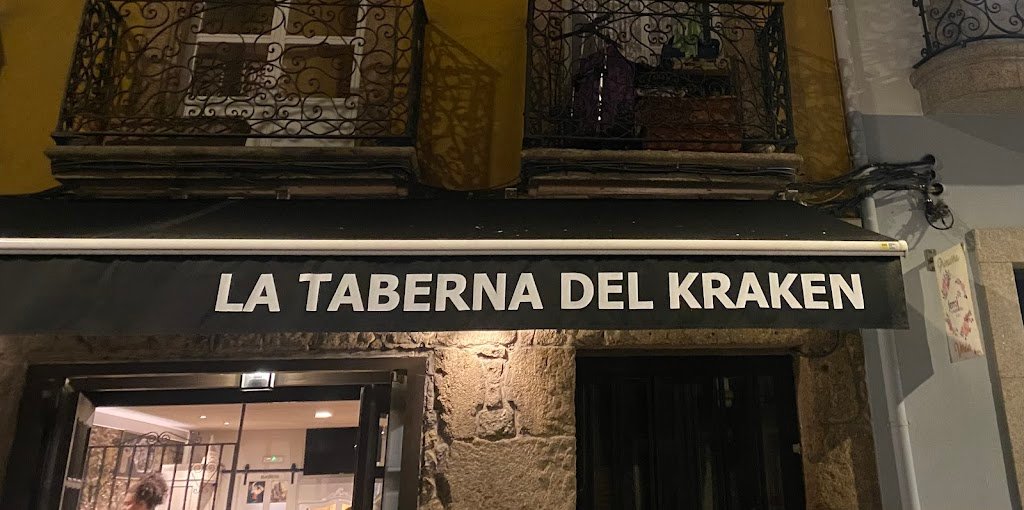 LA TABERNA DEL KRAKEN